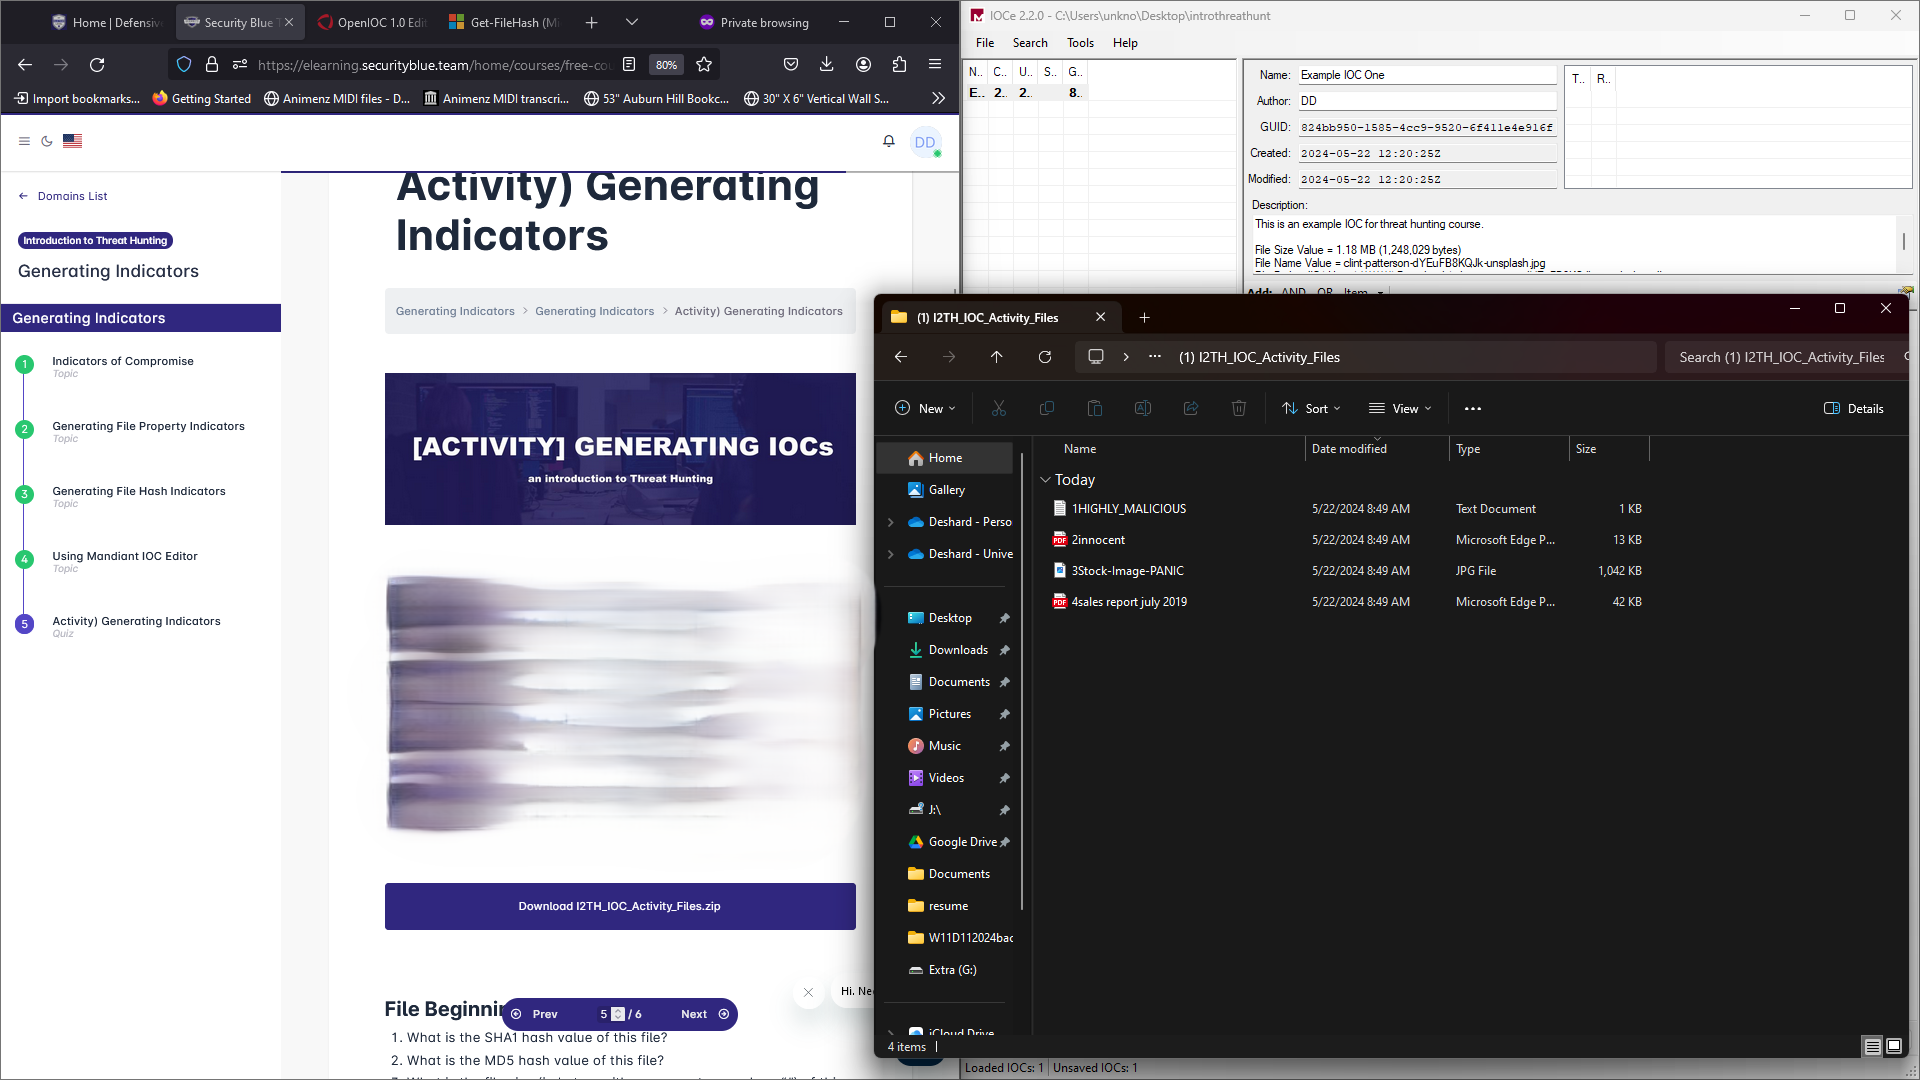 Home | Defensive
Security Blue T
OpenIOC 1.0 Edit
Get-FileHash (Mi
Private browsing
https://elearning.securityblue.team/home/courses/free-cou
80%
Import bookmarks...
Getting Started
Animenz MIDI files - D...
Animenz MIDI transcri...
53" Auburn Hill Bookc...
30" X 6" Vertical Wall S...
DD
Domains List
Introduction to Threat Hunting
Generating Indicators
Generating Indicators
1
Indicators of Compromise
Topic
2
Generating File Property Indicators
Topic
3
Generating File Hash Indicators
Topic
4
Using Mandiant IOC Editor
Topic
5
Activity) Generating Indicators
Quiz
Activity) Generating
Indicators
Generating Indicators > Generating Indicators > Activity) Generating Indicators
[ACTIVITY] GENERATING IOCs
an introduction to Threat Hunting
Download I2TH_IOC_Activity_Files.zip
Hi. Nee
File Beginnin
Prev 5 / 6 Next
1. What is the SHA1 hash value of this file?
2. What is the MD5 hash value of this file?
IOCe 2.2.0 - C:\Users\unkno\Desktop\introthreathunt
File Search Tools Help
N.. C.. U.. S.. G..
E.. 2.. 2.. 8..
Name: Example IOC One
Author: DD
GUID: 824bb950-1585-4cc9-9520-6f411e4e916f
Created: 2024-05-22 12:20:25Z
Modified: 2024-05-22 12:20:25Z
T.. R..
Description:
This is an example IOC for threat hunting course.
File Size Value = 1.18 MB (1,248,029 bytes)
File Name Value = clint-patterson-dYEuFB8KQJk-unsplash.jpg
Add: AND OR Item
(1) I2TH_IOC_Activity_Files
(1) I2TH_IOC_Activity_Files
Search (1) I2TH_IOC_Activity_Files
New
Sort
View
Details
Home
Gallery
Deshard - Perso
Deshard - Unive
Desktop
Downloads
Documents
Pictures
Music
Videos
J:\
Google Drive
Documents
resume
W11D112024bac
Extra (G:)
iCloud Drive
Name Date modified Type Size
Today
1HIGHLY_MALICIOUS 5/22/2024 8:49 AM Text Document 1 KB
2innocent 5/22/2024 8:49 AM Microsoft Edge P... 13 KB
3Stock-Image-PANIC 5/22/2024 8:49 AM JPG File 1,042 KB
4sales report july 2019 5/22/2024 8:49 AM Microsoft Edge P... 42 KB
4 items
Loaded IOCs: 1 Unsaved IOCs: 1